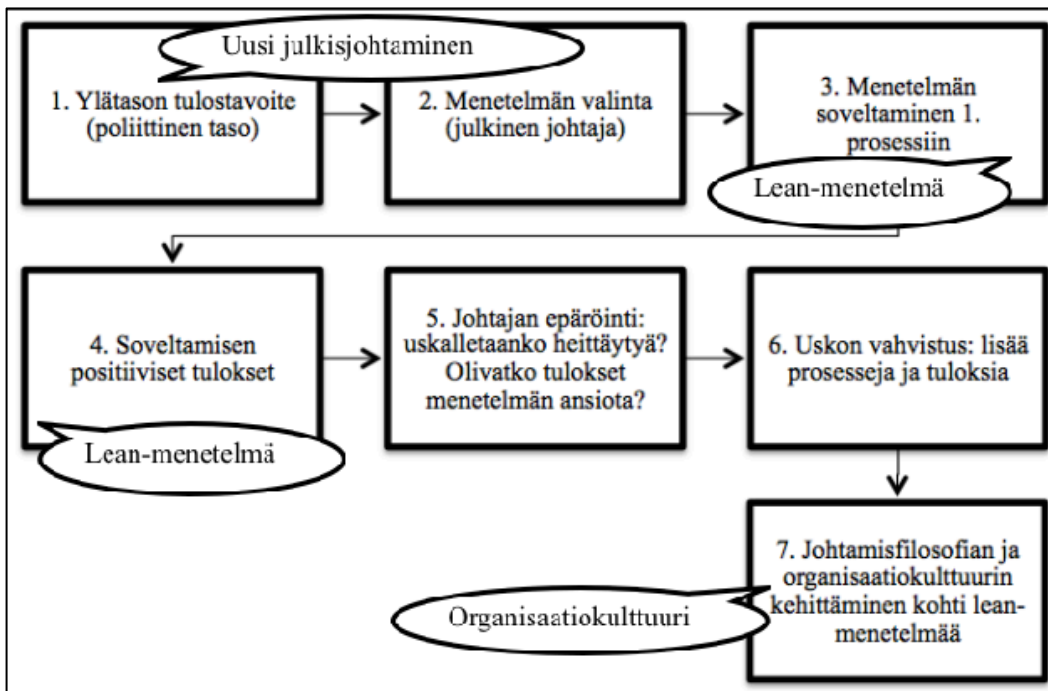 Uusi julkisjohtaminen
1. Ylätason tulostavoite
(poliittinen taso)
2. Menetelmän valinta
(julkinen johtaja)
3. Menetelmän
soveltaminen 1.
prosessiin
Lean-menetelmä
4. Soveltamisen
positiiviset tulokset
Lean-menetelmä
5. Johtajan epäröinti:
uskalletaanko heittäytyä?
Olivatko tulokset
menetelmän ansiota?
6. Uskon vahvistus: lisää
prosesseja ja tuloksia
7. Johtamisfilosofian ja
organisaatiokulttuurin
kehittäminen kohti lean-
menetelmää
Organisaatiokulttuuri